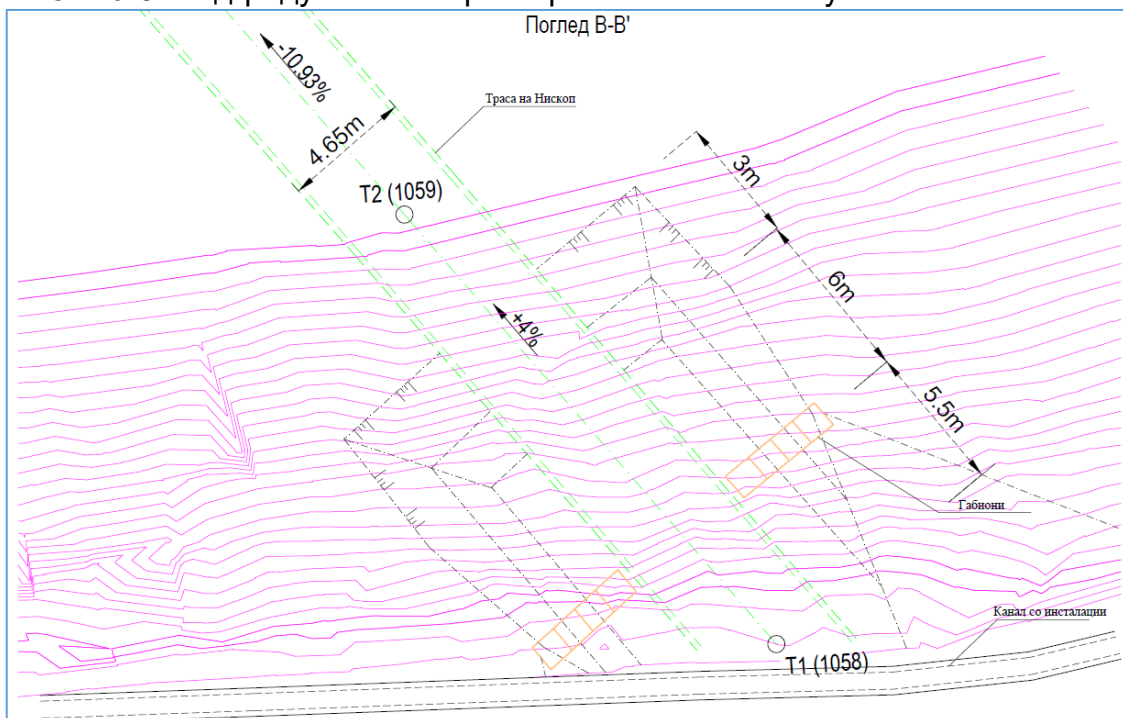 Поглед B-B'
-10.93%
Траса на Нископ
4.65m
T2 (1059)
3m
6m
+4%
5.5m
Габиони
Канал со инсталации
T1 (1058)